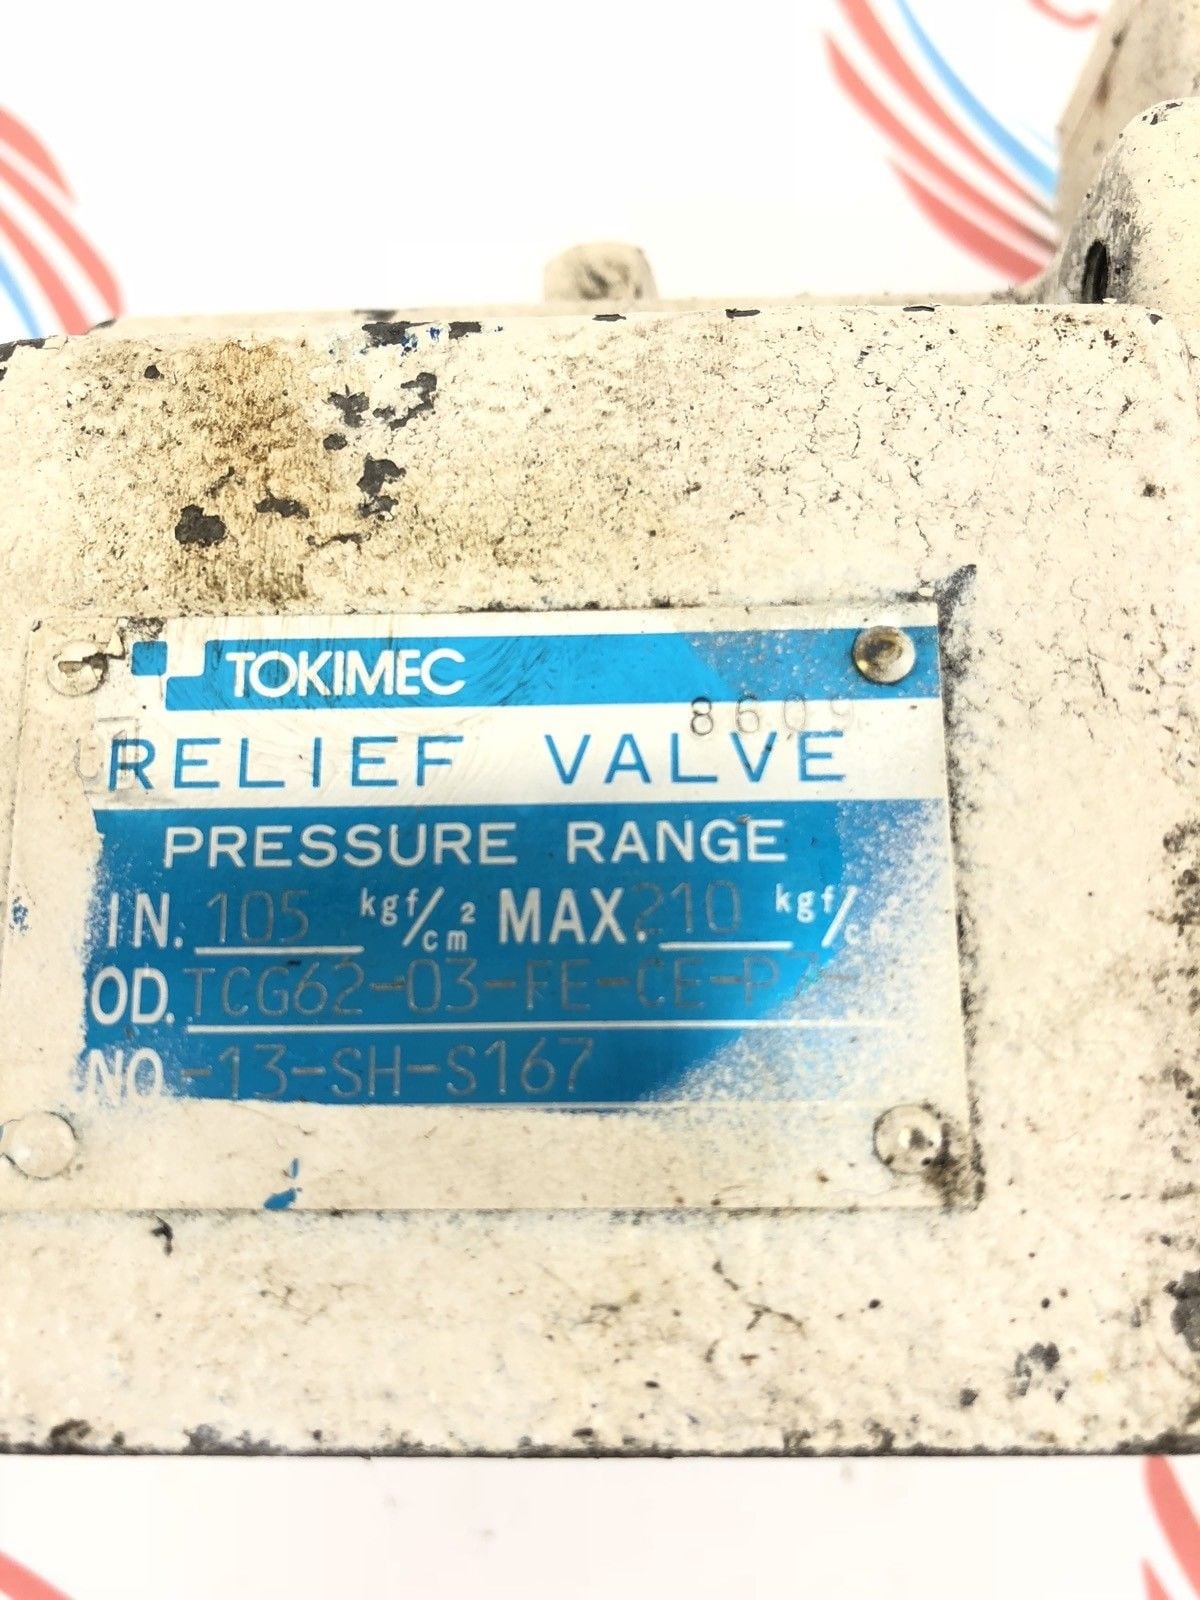 TOKIMEC
8609
RELIEF VALVE
PRESSURE RANGE
IN. 105 kgf/cm² MAX. 210 kgf/cm
OD. TCG62-03-FE-CE-P7-
NO. -13-SH-S167